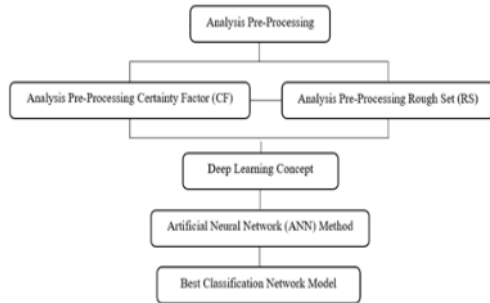 Analysis Pre-Processing
Analysis Pre-Processing Certainty Factor (CF)
Analysis Pre-Processing Rough Set (RS)
Deep Learning Concept
Artificial Neural Network (ANN) Method
Best Classification Network Model